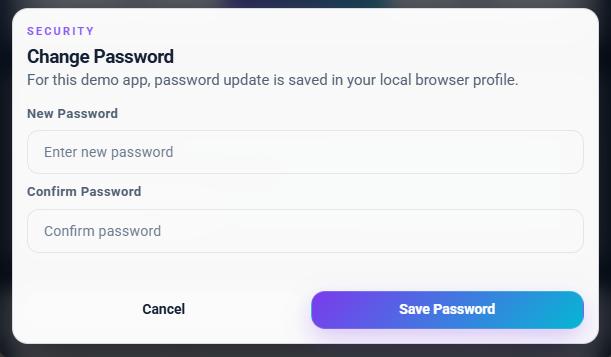 SECURITY
Change Password
For this demo app, password update is saved in your local browser profile.
New Password
Enter new password
Confirm Password
Confirm password
Cancel
Save Password